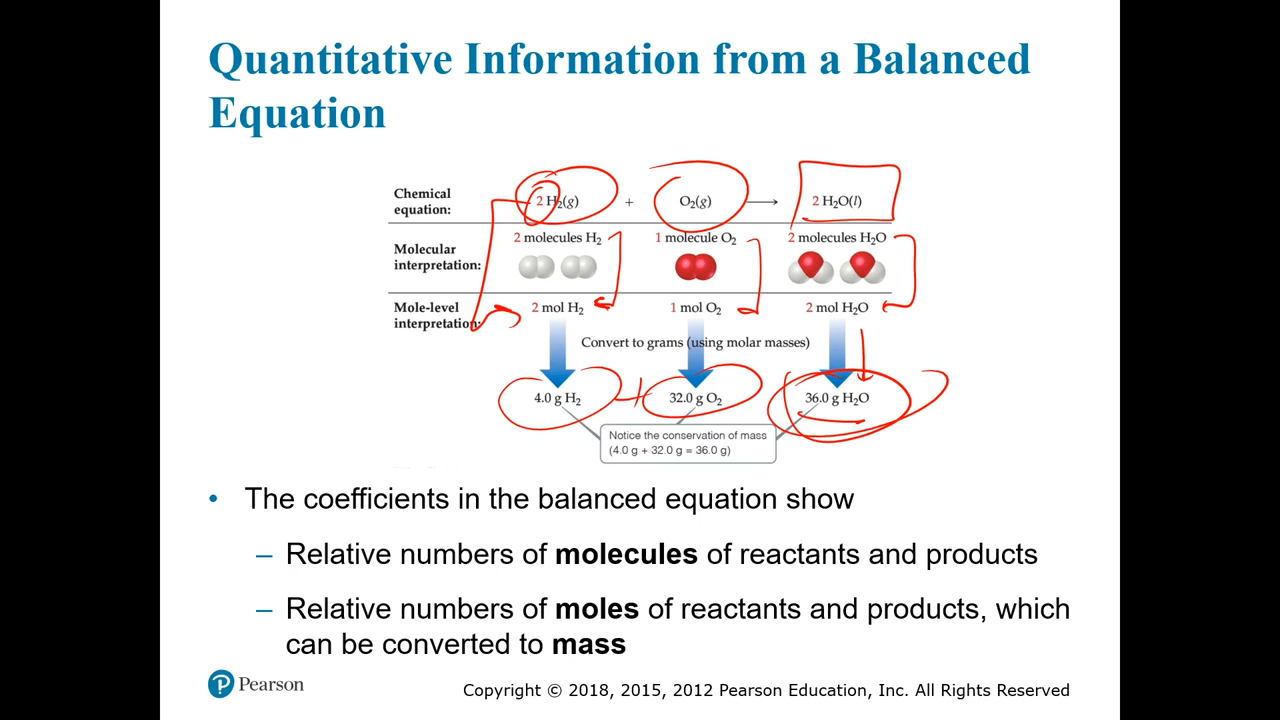 Quantitative Information from a Balanced
Equation
Chemical
equation:
2 H₂(g) + O₂(g) ⟶ 2 H₂O(l)
Molecular
interpretation:
2 molecules H₂ 1 molecule O₂ 2 molecules H₂O
Mole-level
interpretation:
2 mol H₂ 1 mol O₂ 2 mol H₂O
Convert to grams (using molar masses)
4.0 g H₂ + 32.0 g O₂ 36.0 g H₂O
Notice the conservation of mass
(4.0 g + 32.0 g = 36.0 g)
• The coefficients in the balanced equation show
– Relative numbers of molecules of reactants and products
– Relative numbers of moles of reactants and products, which
can be converted to mass
P Pearson
Copyright © 2018, 2015, 2012 Pearson Education, Inc. All Rights Reserved